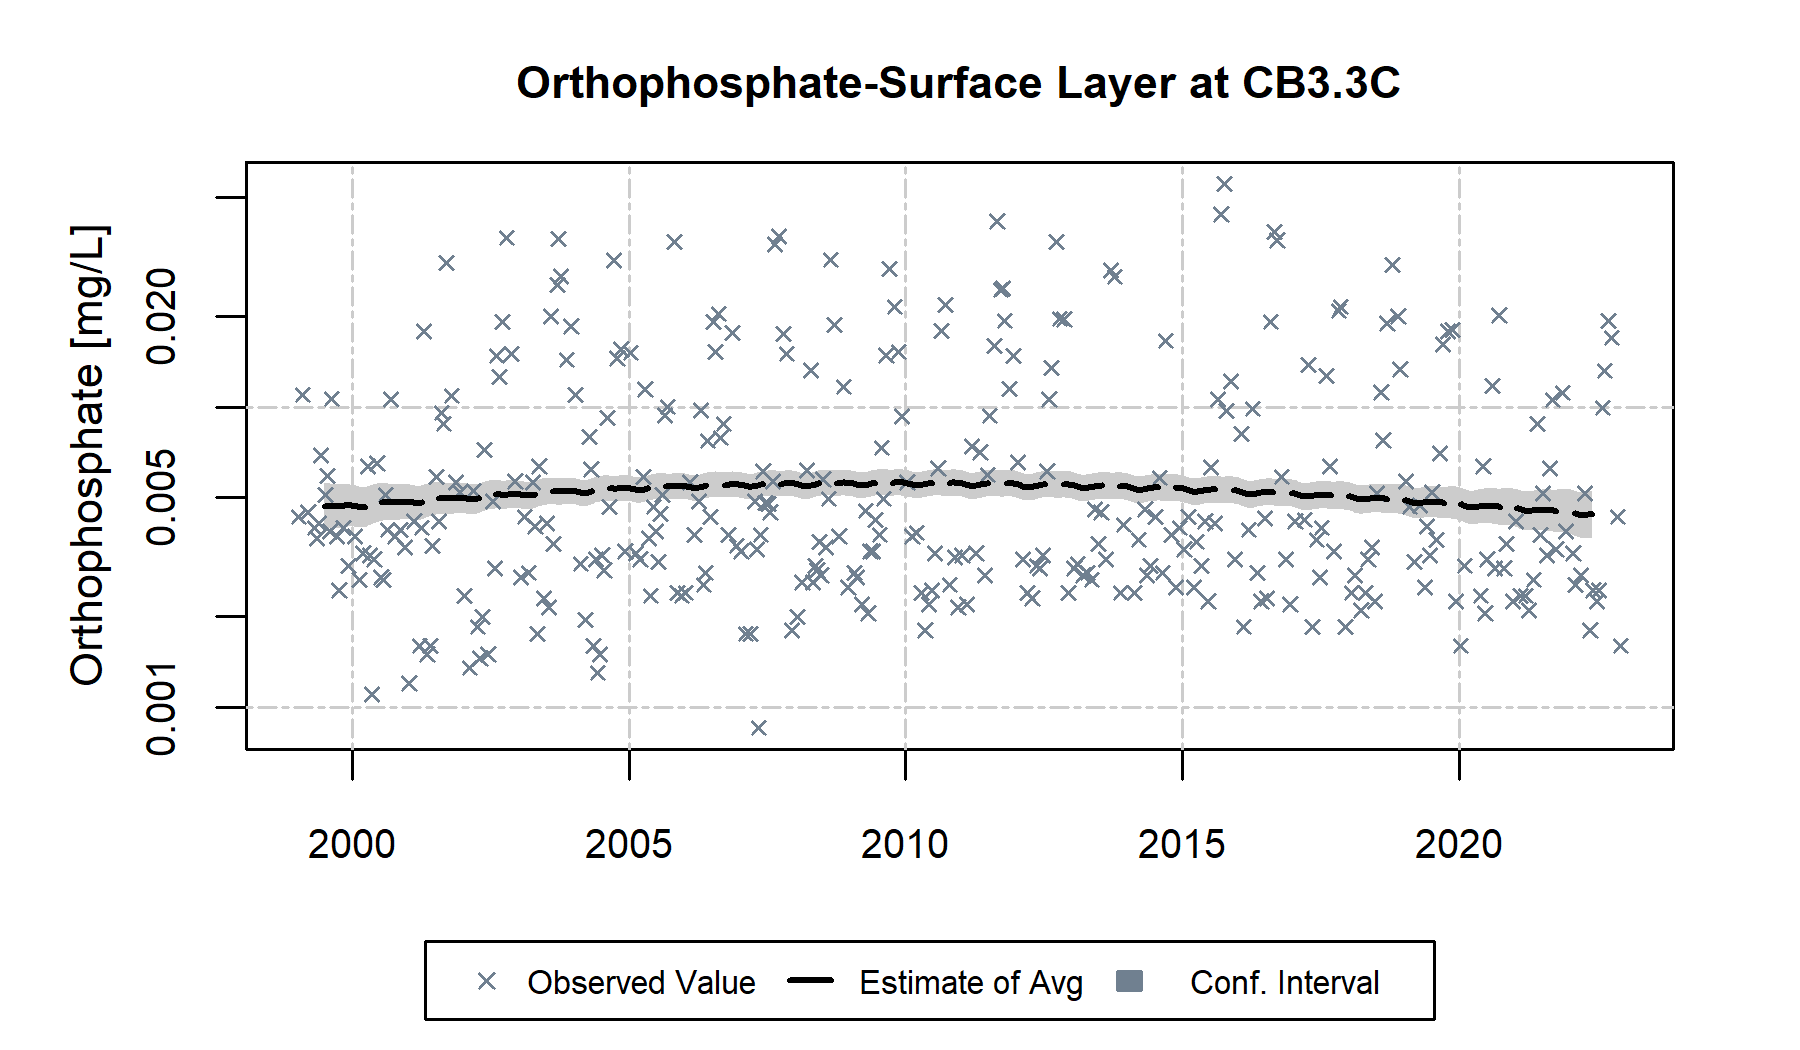 Orthophosphate-Surface Layer at CB3.3C
Orthophosphate [mg/L]
0.020
0.005
0.001
2000 2005 2010 2015 2020
Observed Value Estimate of Avg Conf. Interval